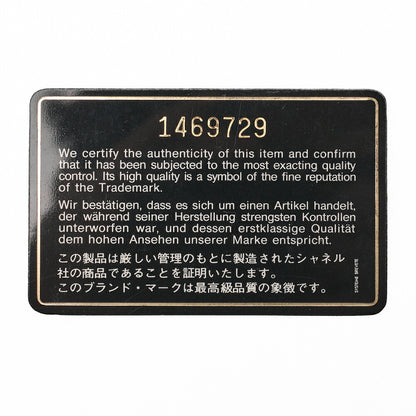 1469729
We certify the authenticity of this item and confirm
that it has been subjected to the most exacting quality
control. Its high quality is a symbol of the fine reputation
of the Trademark.
Wir bestätigen, dass es sich um einen Artikel handelt,
der während seiner Herstellung strengsten Kontrollen
unterworfen war, und dessen erstklassige Qualität
dem hohen Ansehen unserer Marke entspricht.
この製品は厳しい管理のもとに製造されたシャネル
社の商品であることを証明いたします。
このブランド・マークは最高級品質の象徴です。